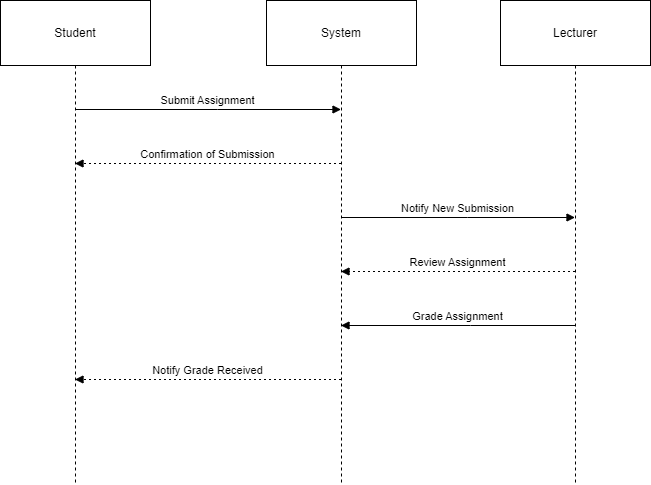 Student
System
Lecturer
Submit Assignment
Confirmation of Submission
Notify New Submission
Review Assignment
Grade Assignment
Notify Grade Received